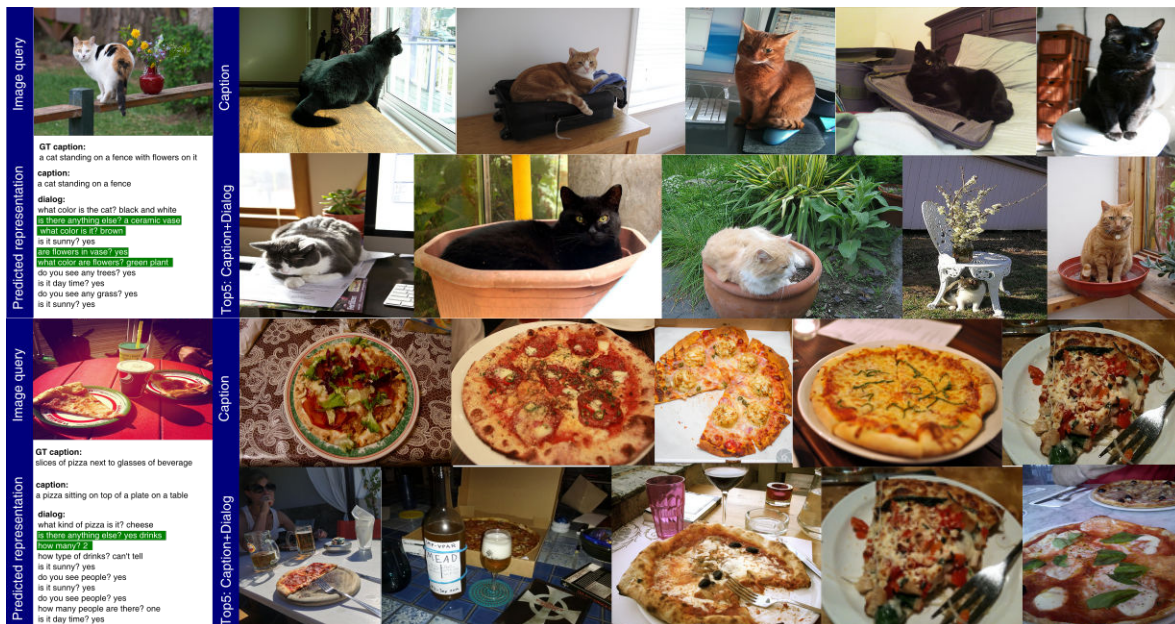 Image query
GT caption:
a cat standing on a fence with flowers on it
Predicted representation
caption:
a cat standing on a fence
dialog:
what color is the cat? black and white
is there anything else? a ceramic vase
what color is it? brown
is it sunny? yes
are flowers in vase? yes
what color are flowers? green plant
do you see any trees? yes
is it day time? yes
do you see any grass? yes
is it sunny? yes
Caption
Top5: Caption+Dialog
Image query
GT caption:
slices of pizza next to glasses of beverage
Predicted representation
caption:
a pizza sitting on top of a plate on a table
dialog:
what kind of pizza is it? cheese
is there anything else? yes drinks
how many? 2
how type of drinks? can't tell
is it sunny? yes
do you see people? yes
is it sunny? yes
do you see people? yes
how many people are there? one
is it day time? yes
Caption
Top5: Caption+Dialog
READ